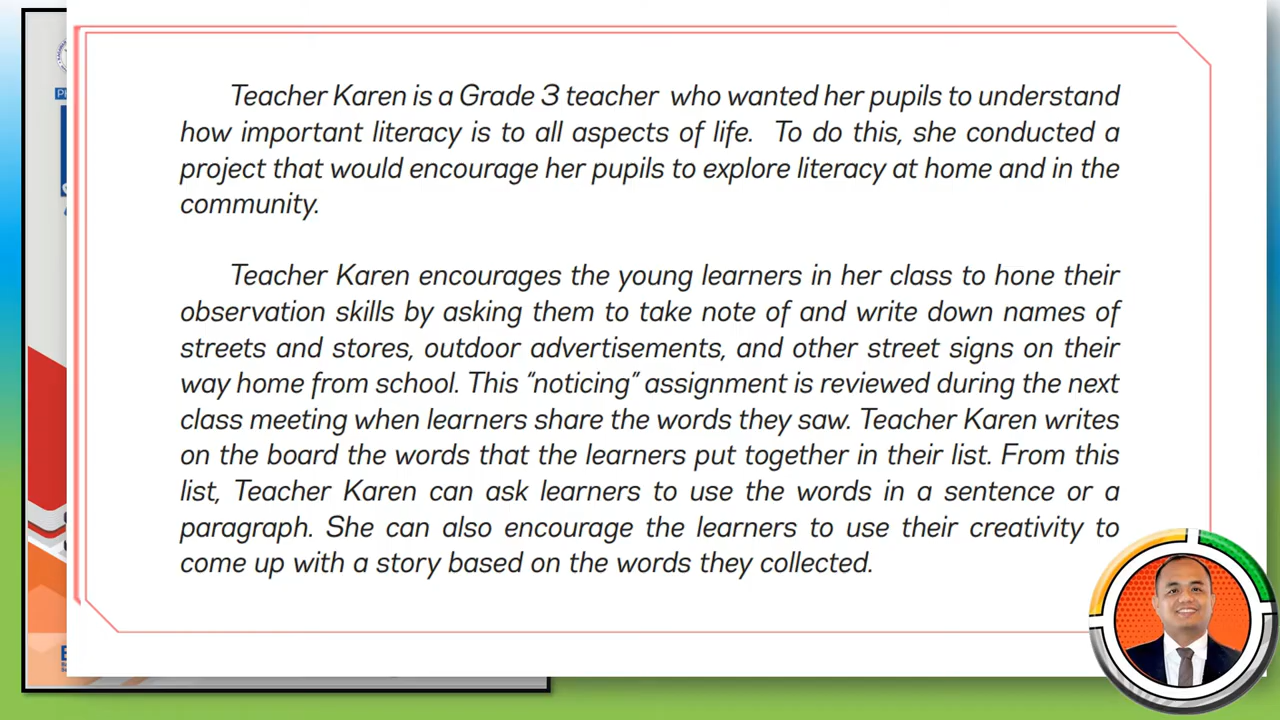 Teacher Karen is a Grade 3 teacher who wanted her pupils to understand
how important literacy is to all aspects of life. To do this, she conducted a
project that would encourage her pupils to explore literacy at home and in the
community.
Teacher Karen encourages the young learners in her class to hone their
observation skills by asking them to take note of and write down names of
streets and stores, outdoor advertisements, and other street signs on their
way home from school. This “noticing” assignment is reviewed during the next
class meeting when learners share the words they saw. Teacher Karen writes
on the board the words that the learners put together in their list. From this
list, Teacher Karen can ask learners to use the words in a sentence or a
paragraph. She can also encourage the learners to use their creativity to
come up with a story based on the words they collected.